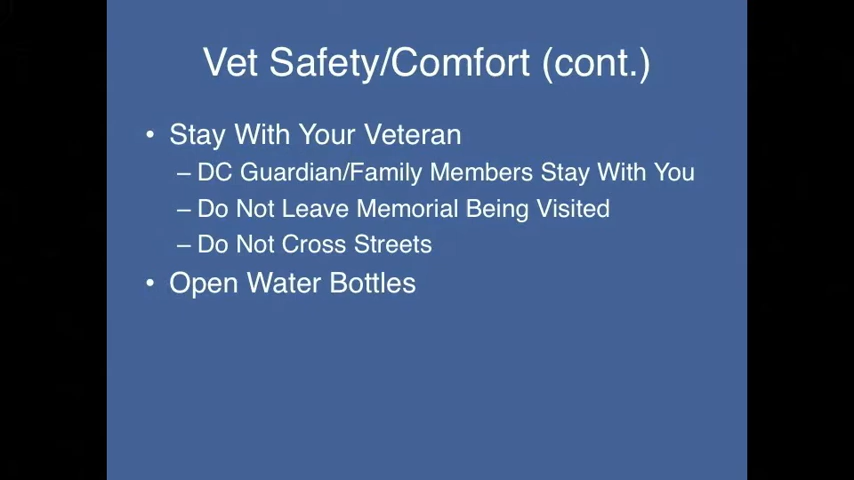 Vet Safety/Comfort (cont.)
• Stay With Your Veteran
– DC Guardian/Family Members Stay With You
– Do Not Leave Memorial Being Visited
– Do Not Cross Streets
• Open Water Bottles